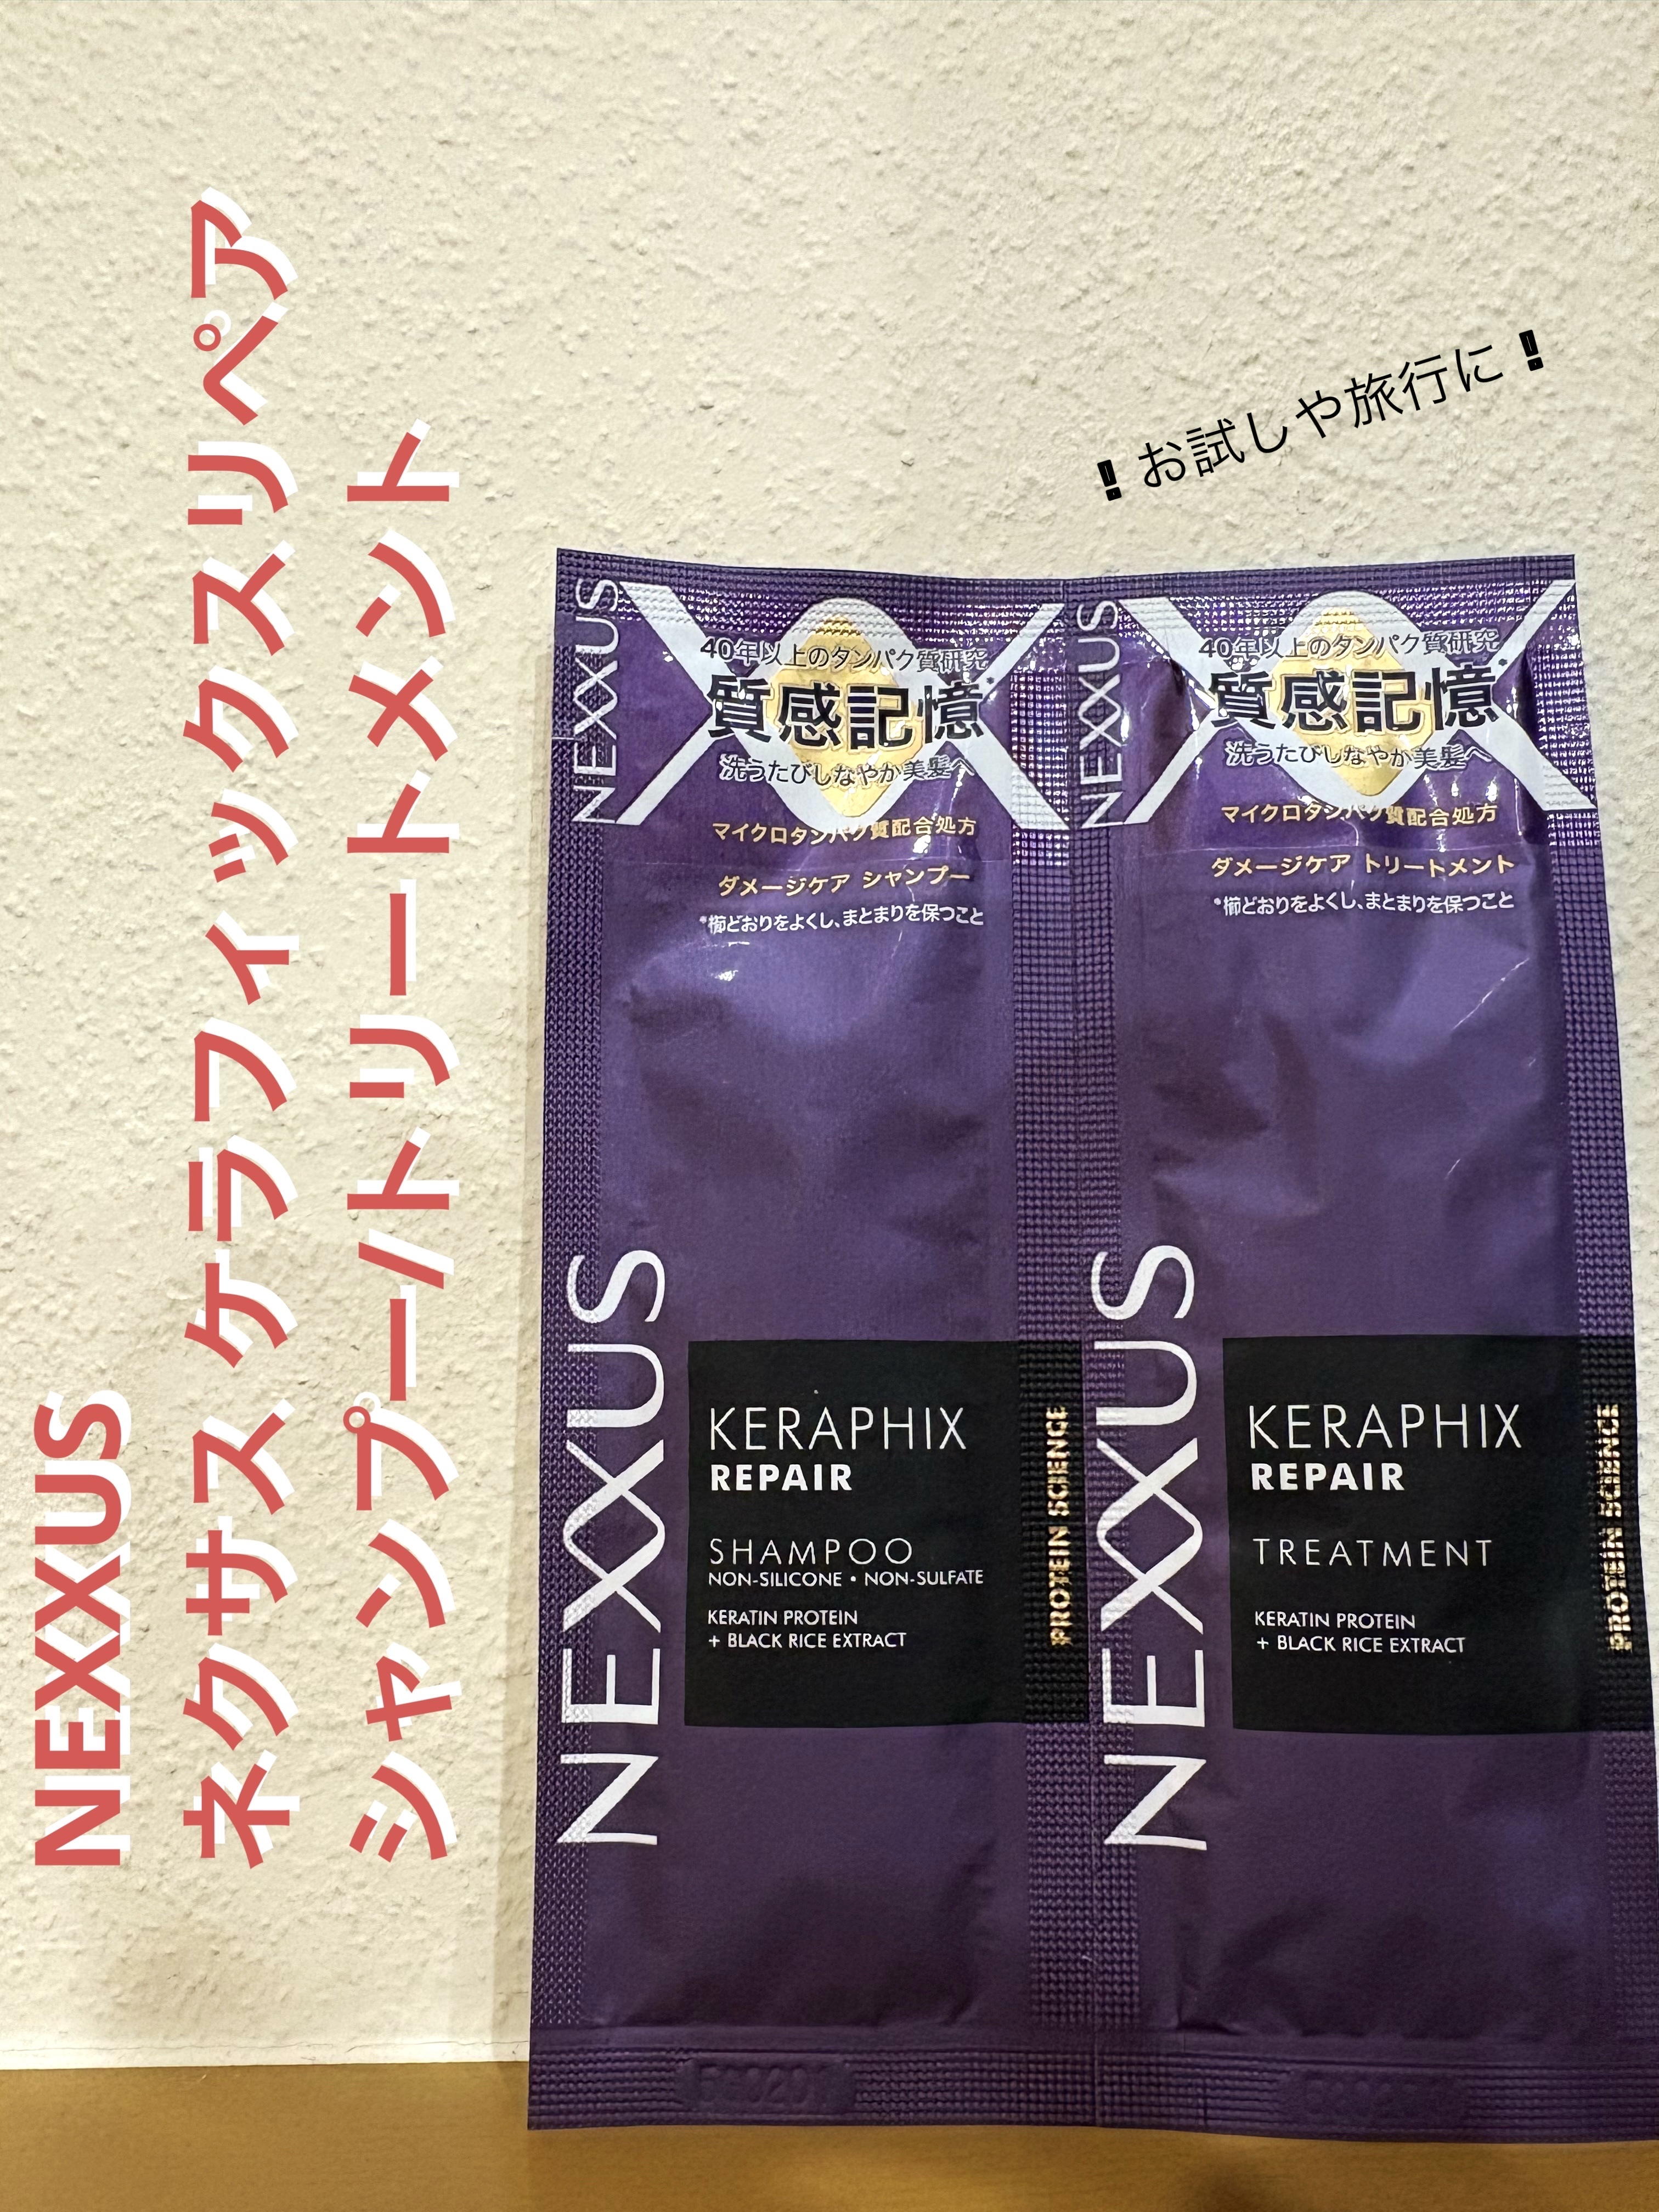 NEXXUS
ネクサス ケラフィックスリペア
シャンプー/トリートメント
❗お試しや旅行に❗
NEXXUS
40年以上のタンパク質研究
質感記憶*
洗うたびしなやか美髪へ
マイクロタンパク質配合処方
ダメージケア シャンプー
*櫛どおりをよくし、まとまりを保つこと
NEXXUS
KERAPHIX
REPAIR
SHAMPOO
NON-SILICONE • NON-SULFATE
KERATIN PROTEIN
+ BLACK RICE EXTRACT
PROTEIN SCIENCE
NEXXUS
40年以上のタンパク質研究
質感記憶*
洗うたびしなやか美髪へ
マイクロタンパク質配合処方
ダメージケア トリートメント
*櫛どおりをよくし、まとまりを保つこと
NEXXUS
KERAPHIX
REPAIR
TREATMENT
KERATIN PROTEIN
+ BLACK RICE EXTRACT
PROTEIN SCIENCE